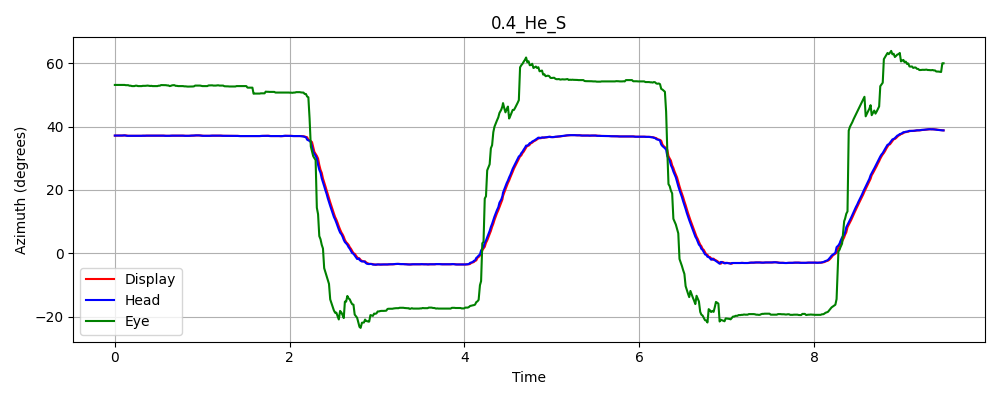 0.4_He_S
60
40
20
0
−20
Azimuth (degrees)
Display
Head
Eye
0 2 4 6 8
Time